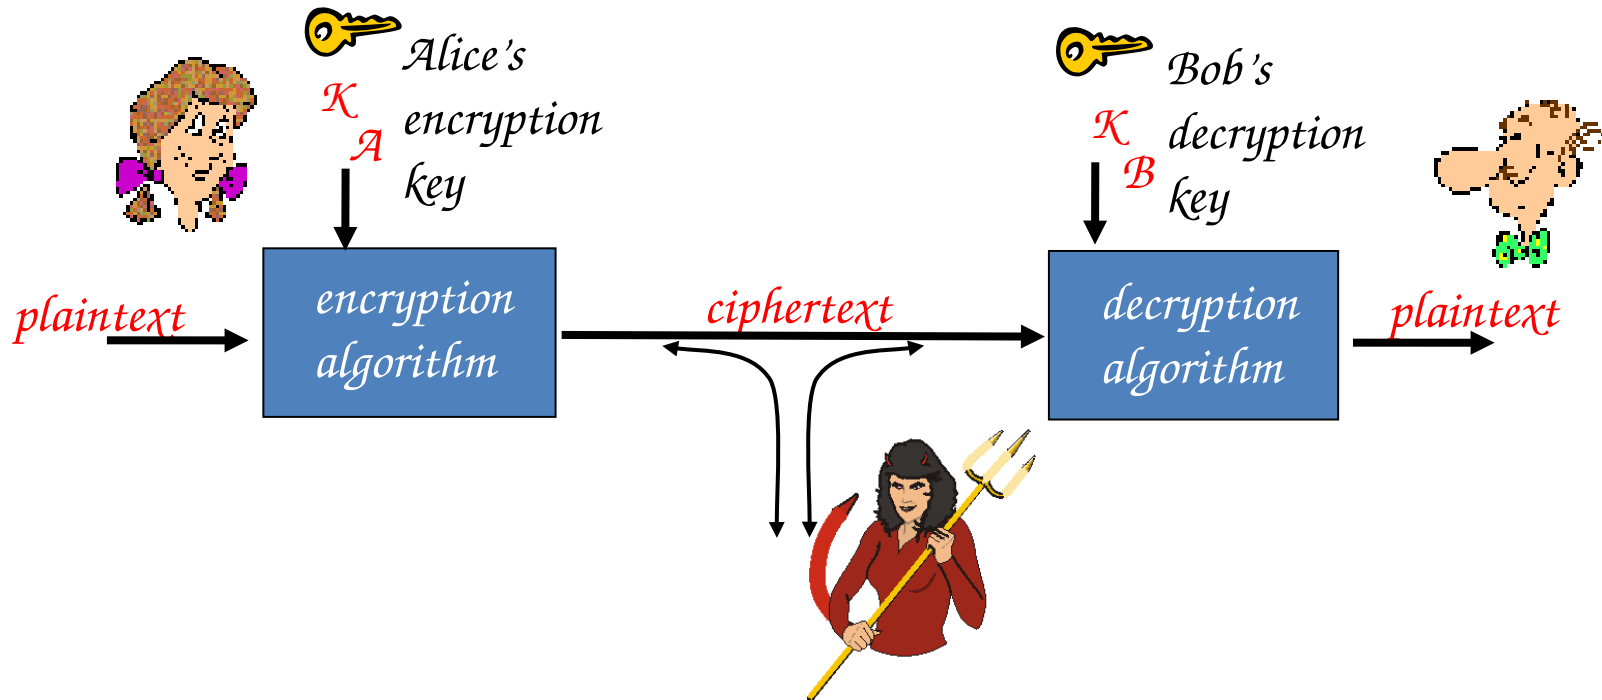 Alice's
encryption
key
K
A
Bob's
decryption
key
K
B
plaintext
encryption
algorithm
ciphertext
decryption
algorithm
plaintext